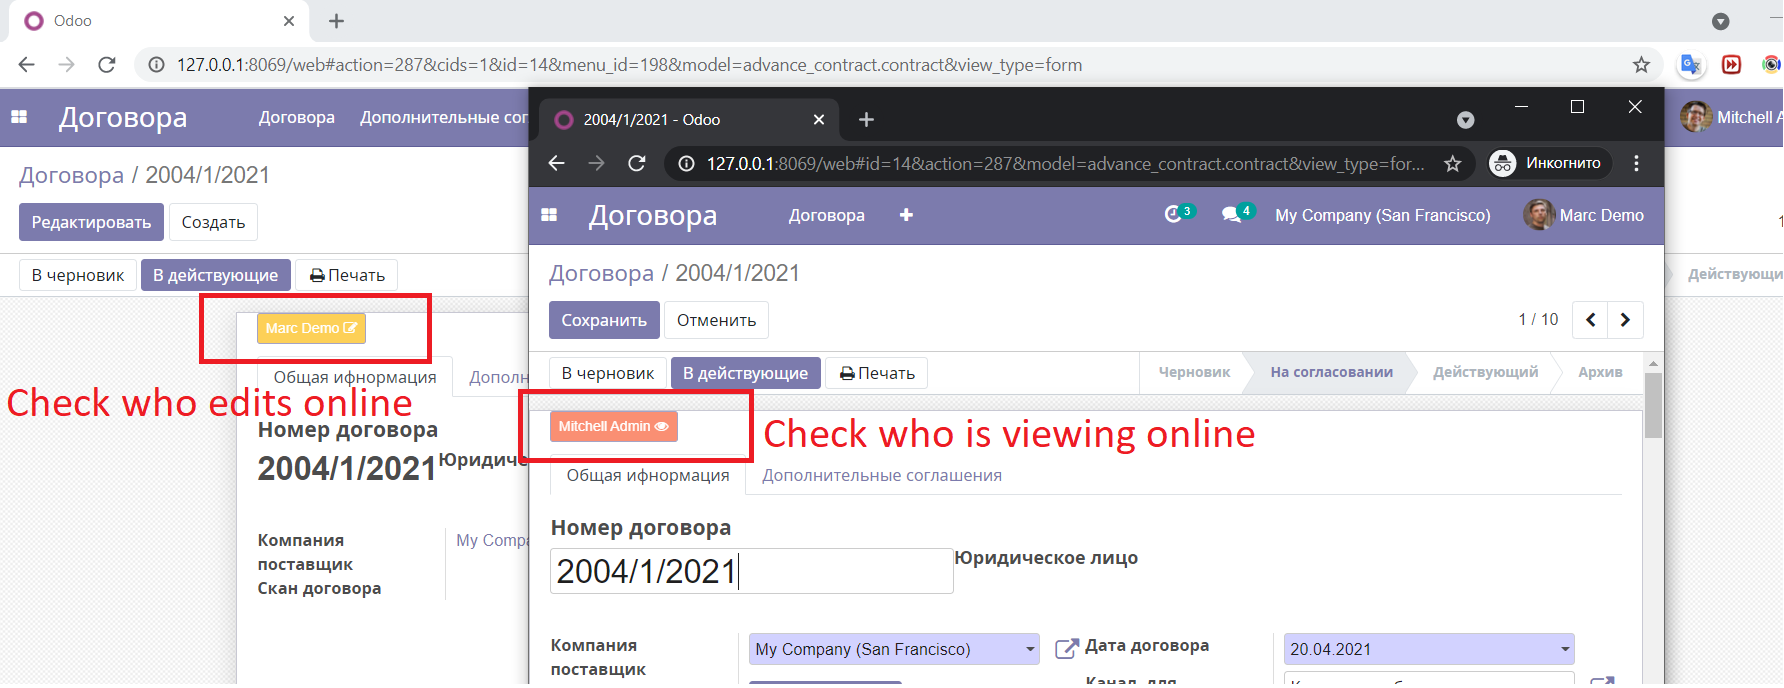 Odoo
127.0.0.1:8069/web#action=287&cids=1&id=14&menu_id=198&model=advance_contract.contract&view_type=form
Договора
Договора
Дополнительные сог
Mitchell A
Договора / 2004/1/2021
Редактировать
Создать
В черновик
В действующие
Печать
Действующи
Marc Demo
Общая ифнормация
Дополн
Check who edits online
Номер договора
2004/1/2021
Юридиче
Компания
поставщик
My Compa
Скан договора
2004/1/2021 - Odoo
127.0.0.1:8069/web#id=14&action=287&model=advance_contract.contract&view_type=for...
Инкогнито
Договора
Договора
3
4
My Company (San Francisco)
Marc Demo
Договора / 2004/1/2021
Сохранить
Отменить
1 / 10
В черновик
В действующие
Печать
Черновик
На согласовании
Действующий
Архив
Mitchell Admin
Check who is viewing online
Общая ифнормация
Дополнительные соглашения
Номер договора
2004/1/2021
Юридическое лицо
Компания
поставщик
My Company (San Francisco)
Дата договора
20.04.2021
Канал для